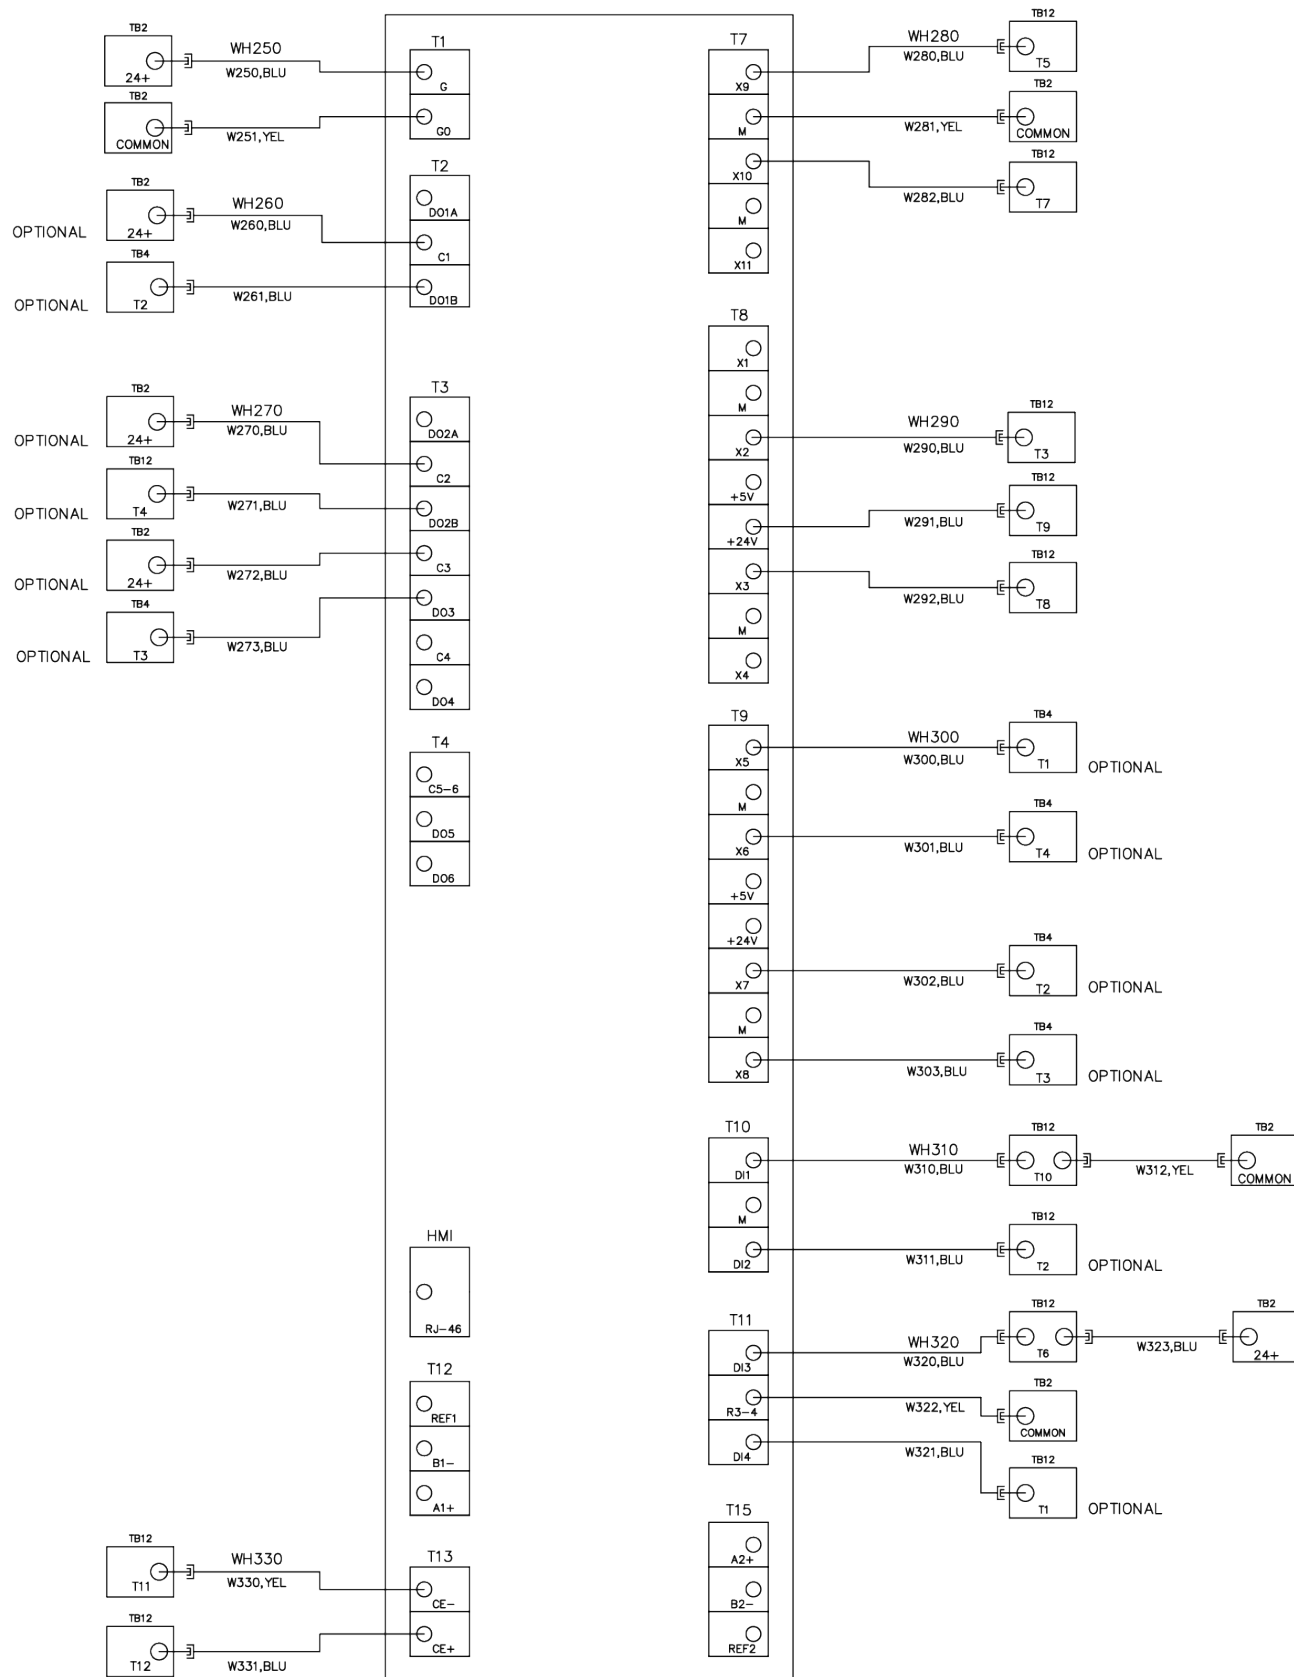 TB2
WH250
24+
W250,BLU
T1
G
TB2
COMMON
W251,YEL
G0
T2
TB2
WH260
OPTIONAL
24+
W260,BLU
DO1A
C1
TB4
OPTIONAL
T2
W261,BLU
DO1B
T3
TB2
WH270
OPTIONAL
24+
W270,BLU
DO2A
C2
TB12
OPTIONAL
T4
W271,BLU
DO2B
TB2
OPTIONAL
24+
W272,BLU
C3
TB4
OPTIONAL
T3
W273,BLU
DO3
C4
DO4
T4
C5-6
DO5
DO6
HMI
RJ-46
T12
REF1
B1-
A1+
TB12
WH330
T11
W330,YEL
T13
CE-
TB12
T12
W331,BLU
CE+
T7
WH280
TB12
X9
W280,BLU
T5
TB2
M
W281,YEL
COMMON
TB12
X10
W282,BLU
T7
M
X11
T8
X1
M
WH290
TB12
X2
W290,BLU
T3
+5V
TB12
+24V
W291,BLU
T9
TB12
X3
W292,BLU
T8
M
X4
T9
WH300
TB4
X5
W300,BLU
T1
OPTIONAL
M
TB4
X6
W301,BLU
T4
OPTIONAL
+5V
+24V
TB4
X7
W302,BLU
T2
OPTIONAL
M
TB4
X8
W303,BLU
T3
OPTIONAL
T10
WH310
TB12
TB2
DI1
W310,BLU
T10
W312,YEL
COMMON
M
TB12
DI2
W311,BLU
T2
OPTIONAL
T11
WH320
TB12
TB2
DI3
W320,BLU
T6
W323,BLU
24+
TB2
R3-4
W322,YEL
COMMON
TB12
DI4
W321,BLU
T1
OPTIONAL
T15
A2+
B2-
REF2